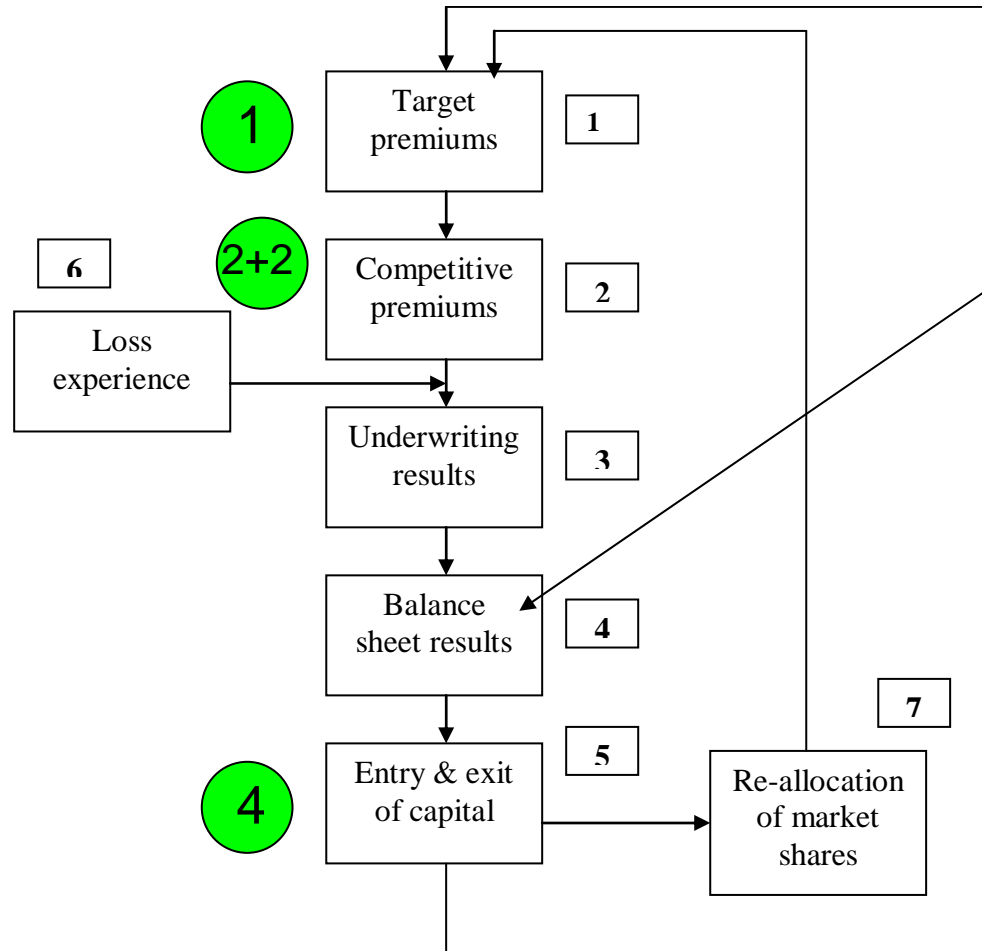 1
Target
premiums
1
2+2
6
Competitive
premiums
2
Loss
experience
Underwriting
results
3
Balance
sheet results
4
5
7
4
Entry & exit
of capital
Re-allocation
of market
shares